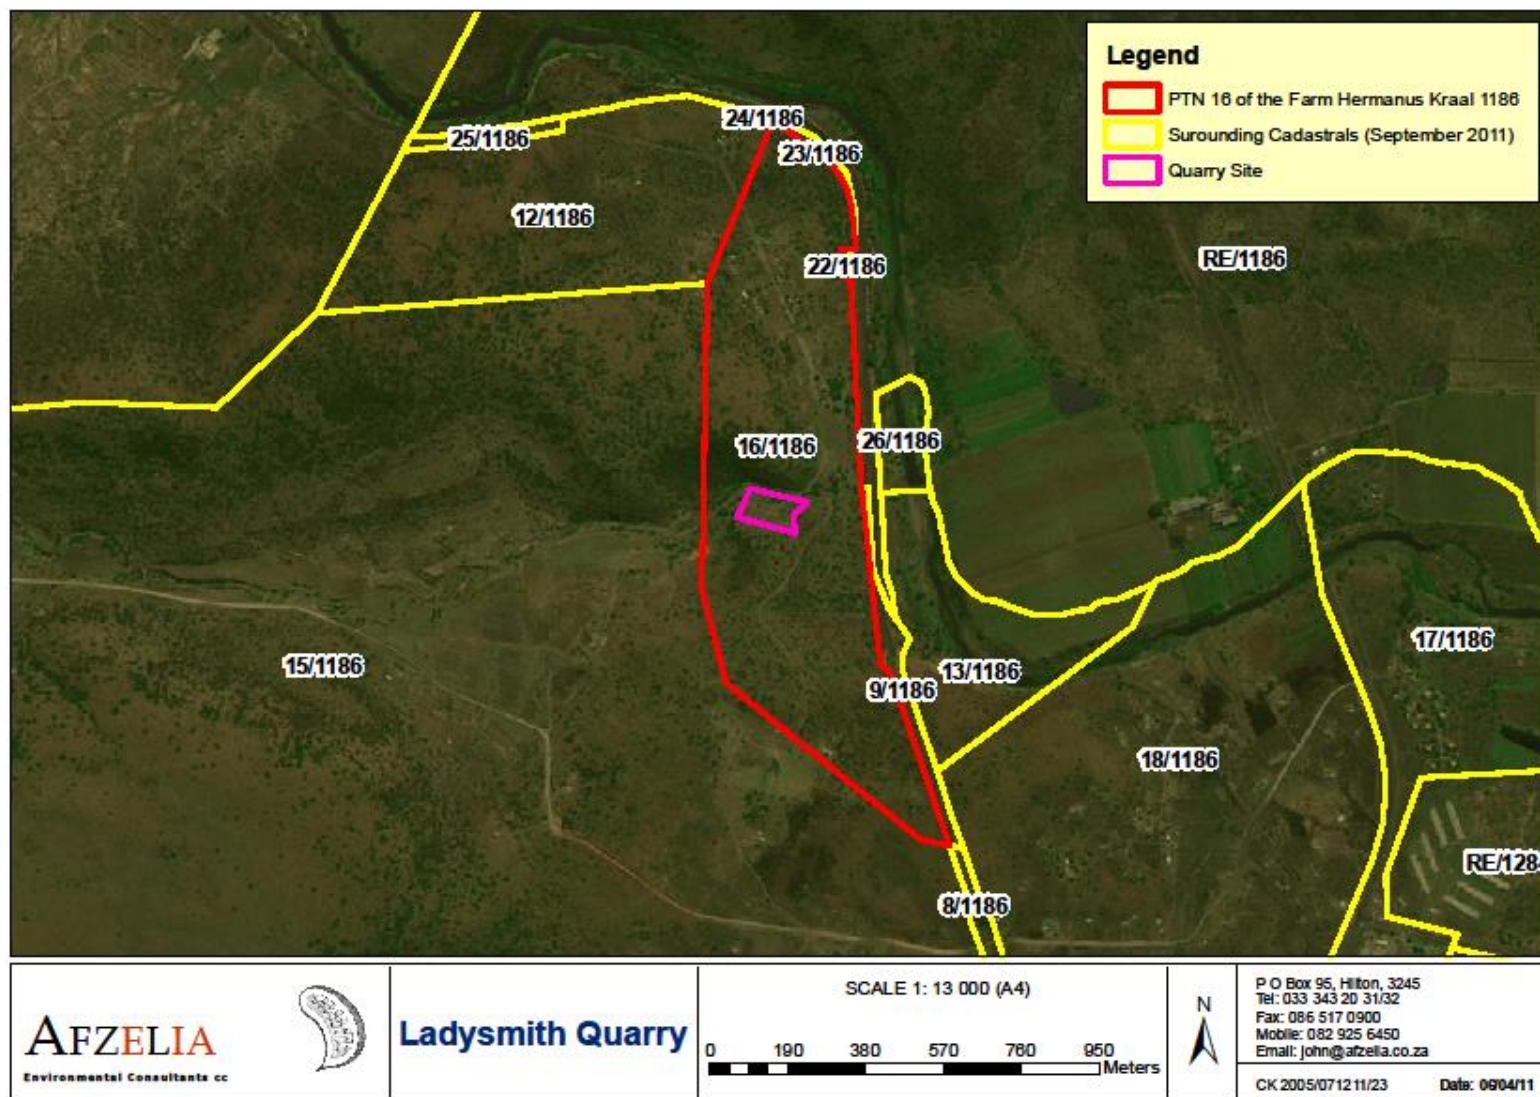 Legend
PTN 16 of the Farm Hermanus Kraal 1186
Surounding Cadastrals (September 2011)
Quarry Site
24/1186
25/1186
23/1186
12/1186
22/1186
RE/1186
16/1186
26/1186
15/1186
13/1186
17/1186
9/1186
18/1186
RE/128
8/1186
AFZELIA
Environmental Consultants cc
Ladysmith Quarry
SCALE 1: 13 000 (A4)
0 190 380 570 760 950
Meters
N
P O Box 95, Hilton, 3245
Tel: 033 343 20 31/32
Fax: 086 517 0900
Mobile: 082 925 6450
Email: john@afzelia.co.za
CK 2005/071211/23 Date: